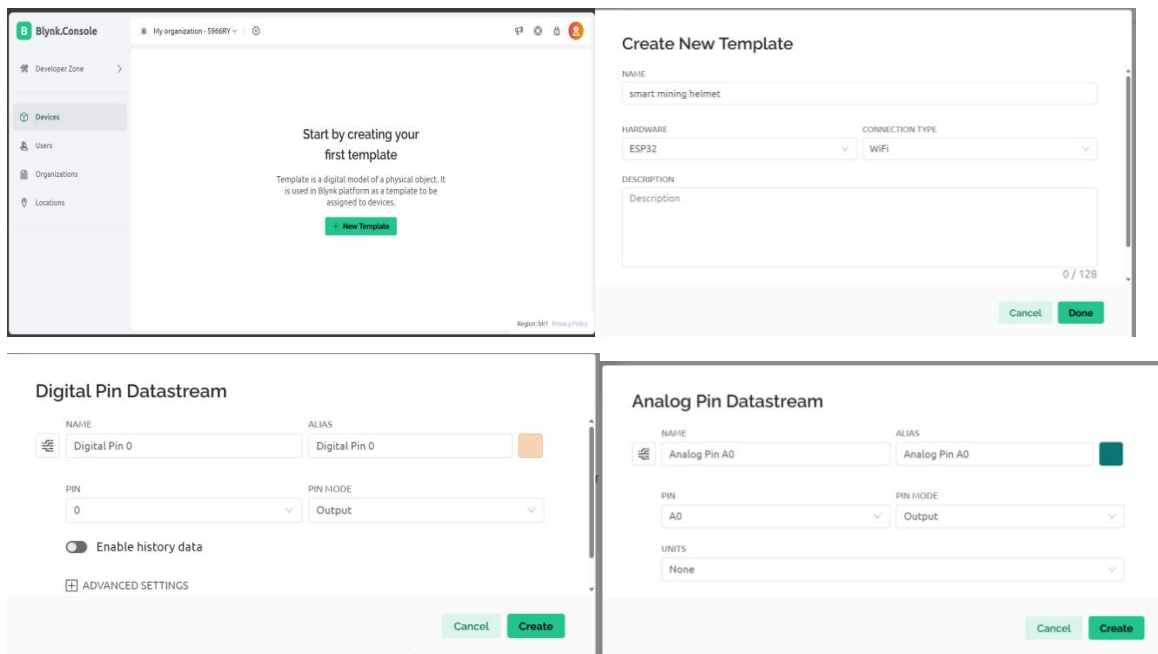 B Blynk.Console
My organization - 5966RY
Developer Zone
Devices
Users
Organizations
Locations
Start by creating your
first template
Template is a digital model of a physical object. It
is used in Blynk platform as a template to be
assigned to devices.
+ New Template
Region: blr1 Privacy Policy
Create New Template
NAME
smart mining helmet
HARDWARE CONNECTION TYPE
ESP32 WiFi
DESCRIPTION
Description
0 / 128
Cancel Done
Digital Pin Datastream
NAME ALIAS
Digital Pin 0 Digital Pin 0
PIN PIN MODE
0 Output
Enable history data
ADVANCED SETTINGS
Cancel Create
Analog Pin Datastream
NAME ALIAS
Analog Pin A0 Analog Pin A0
PIN PIN MODE
A0 Output
UNITS
None
Cancel Create